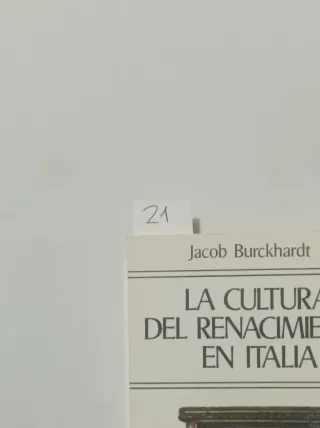 21
Jacob Burckhardt
LA CULTURA
DEL RENACIMIE
EN ITALIA